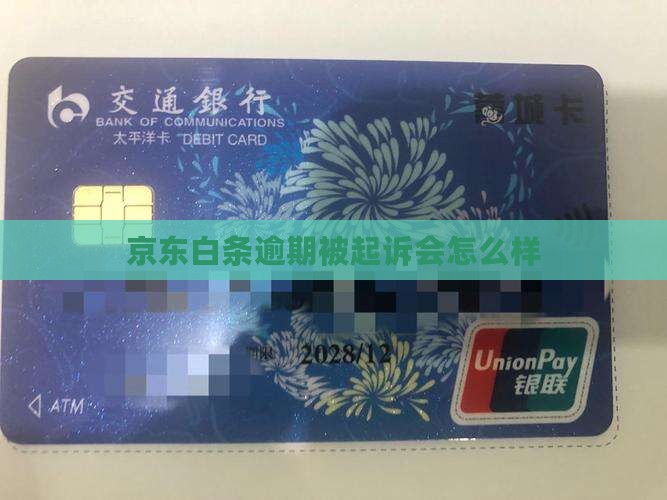 交通銀行
BANK OF COMMUNICATIONS
太平洋卡 DEBIT CARD
京东白条逾期被起诉会怎么样
2028/12
UnionPay
银联
ATM